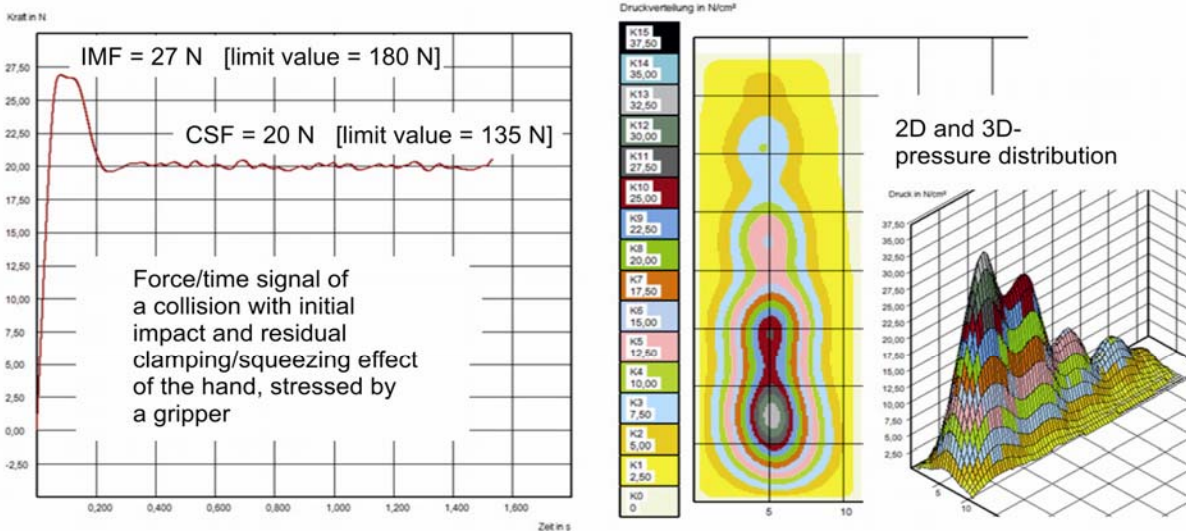 Kraft in N
IMF = 27 N [limit value = 180 N]
CSF = 20 N [limit value = 135 N]
27,50
25,00
22,50
20,00
17,50
15,00
12,50
10,00
7,50
5,00
2,50
0,00
-2,50
Force/time signal of
a collision with initial
impact and residual
clamping/squeezing effect
of the hand, stressed by
a gripper
0,200
0,400
0,600
0,800
1,000
1,200
1,400
1,600
Zeit in s
Druckverteilung in N/cm²
K15
37,50
K14
35,00
K13
32,50
K12
30,00
K11
27,50
K10
25,00
K9
22,50
K8
20,00
K7
17,50
K6
15,00
K5
12,50
K4
10,00
K3
7,50
K2
5,00
K1
2,50
K0
0
5
10
2D and 3D-
pressure distribution
Druck in N/cm²
37,50
35,00
32,50
30,00
27,50
25,00
22,50
20,00
17,50
15,00
12,50
10,00
7,50
5,00
2,50
5
10